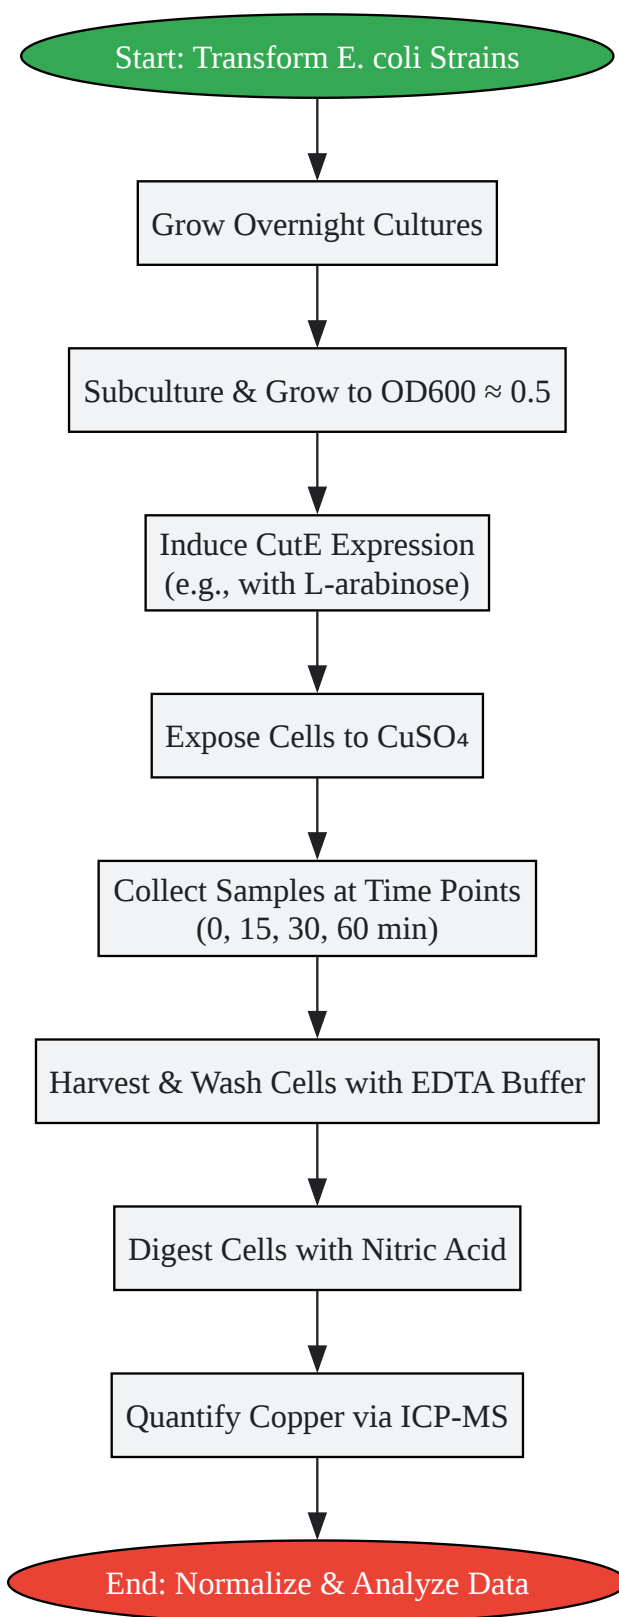 Start: Transform E. coli Strains
Grow Overnight Cultures
Subculture & Grow to OD600 ≈ 0.5
Induce CutE Expression
(e.g., with L-arabinose)
Expose Cells to CuSO₄
Collect Samples at Time Points
(0, 15, 30, 60 min)
Harvest & Wash Cells with EDTA Buffer
Digest Cells with Nitric Acid
Quantify Copper via ICP-MS
End: Normalize & Analyze Data